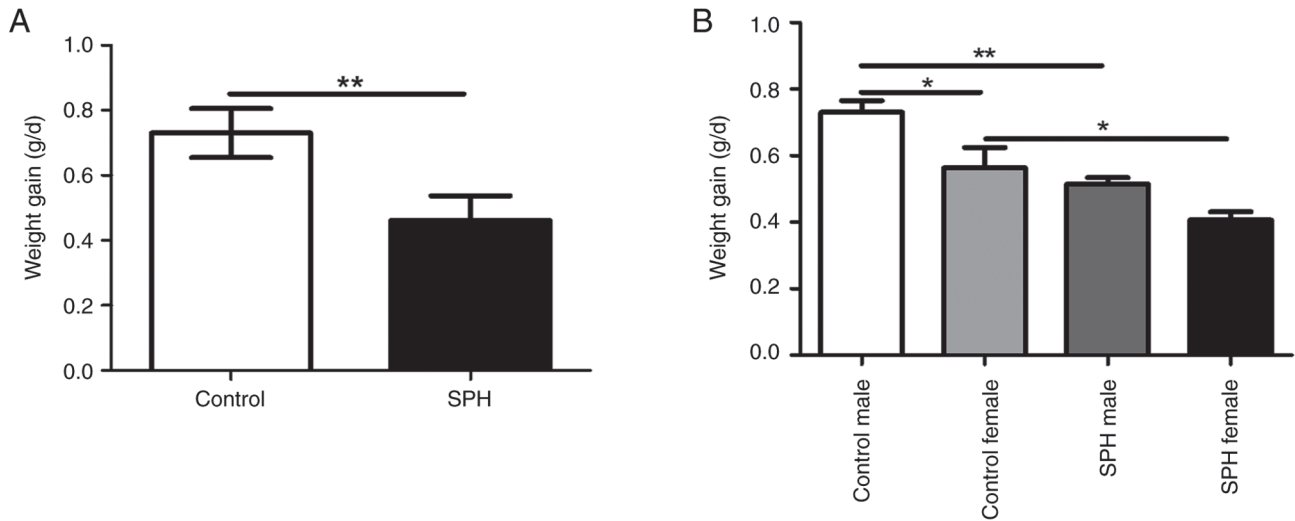 A
Weight gain (g/d)
1.0
0.8
0.6
0.4
0.2
0.0
**
Control
SPH
B
Weight gain (g/d)
1.0
0.8
0.6
0.4
0.2
0.0
**
*
*
Control male
Control female
SPH male
SPH female